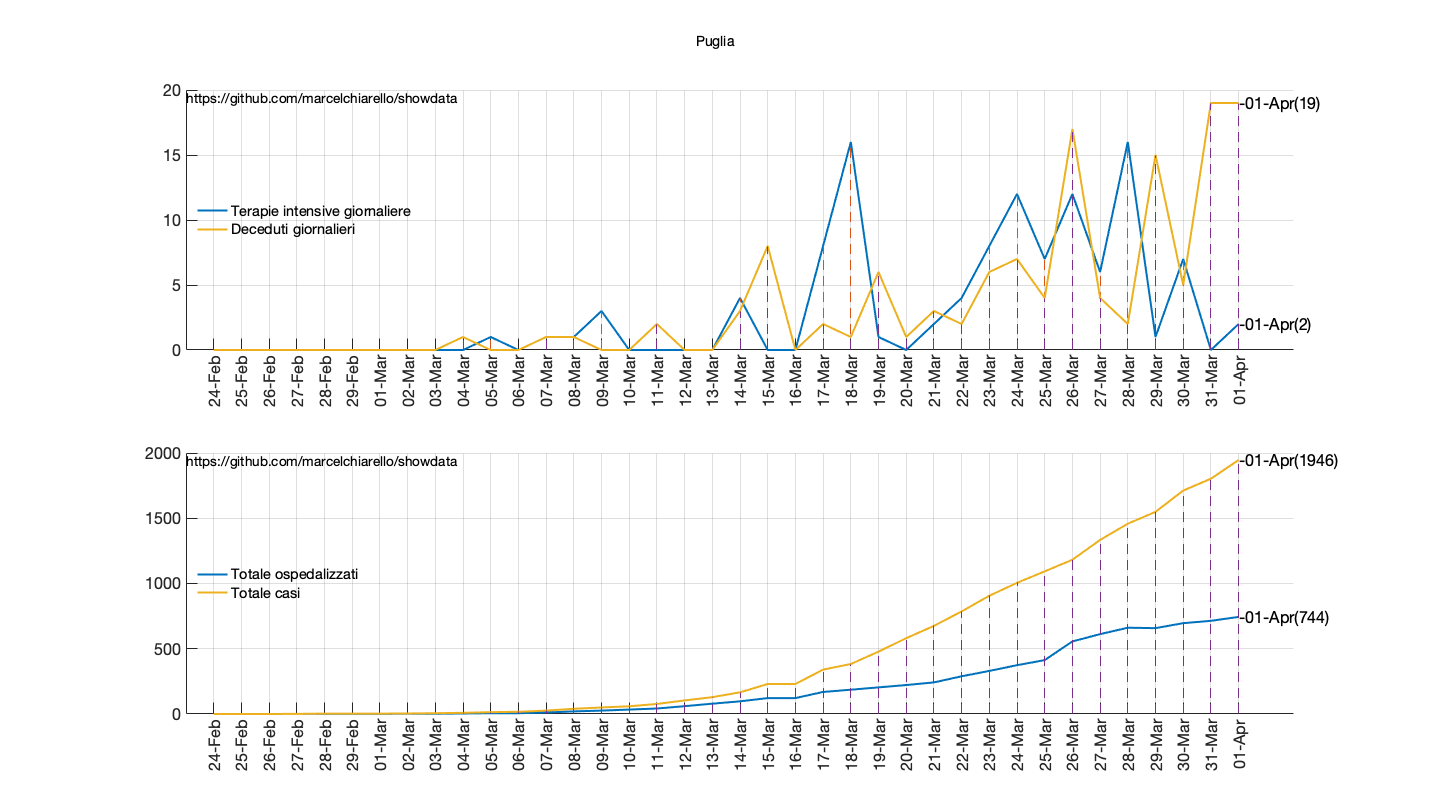 Puglia
20
15
10
5
0
https://github.com/marcelchiarello/showdata
Terapie intensive giornaliere
Deceduti giornalieri
-01-Apr(19)
-01-Apr(2)
24-Feb
25-Feb
26-Feb
27-Feb
28-Feb
29-Feb
01-Mar
02-Mar
03-Mar
04-Mar
05-Mar
06-Mar
07-Mar
08-Mar
09-Mar
10-Mar
11-Mar
12-Mar
13-Mar
14-Mar
15-Mar
16-Mar
17-Mar
18-Mar
19-Mar
20-Mar
21-Mar
22-Mar
23-Mar
24-Mar
25-Mar
26-Mar
27-Mar
28-Mar
29-Mar
30-Mar
31-Mar
01-Apr
2000
1500
1000
500
0
https://github.com/marcelchiarello/showdata
Totale ospedalizzati
Totale casi
-01-Apr(1946)
-01-Apr(744)
24-Feb
25-Feb
26-Feb
27-Feb
28-Feb
29-Feb
01-Mar
02-Mar
03-Mar
04-Mar
05-Mar
06-Mar
07-Mar
08-Mar
09-Mar
10-Mar
11-Mar
12-Mar
13-Mar
14-Mar
15-Mar
16-Mar
17-Mar
18-Mar
19-Mar
20-Mar
21-Mar
22-Mar
23-Mar
24-Mar
25-Mar
26-Mar
27-Mar
28-Mar
29-Mar
30-Mar
31-Mar
01-Apr